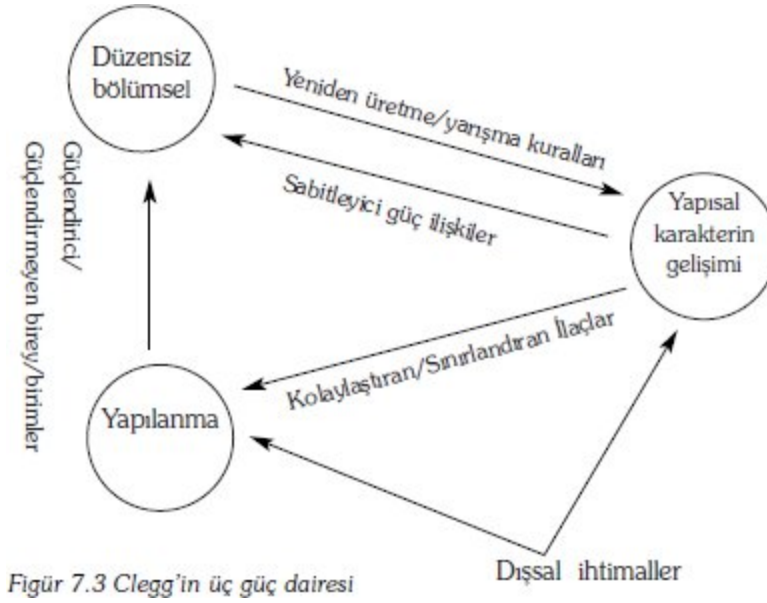 Düzensiz
bölümsel
Yeniden üretme/yarışma kuralları
Sabitleyici güç ilişkiler
Yapısal
karakterin
gelişimi
Güçlendirici/
Güçlendirmeyen birey/birimler
Kolaylaştıran/Sınırlandıran İlaçlar
Yapılanma
Dışsal ihtimaller
Figür 7.3 Clegg'in üç güç dairesi